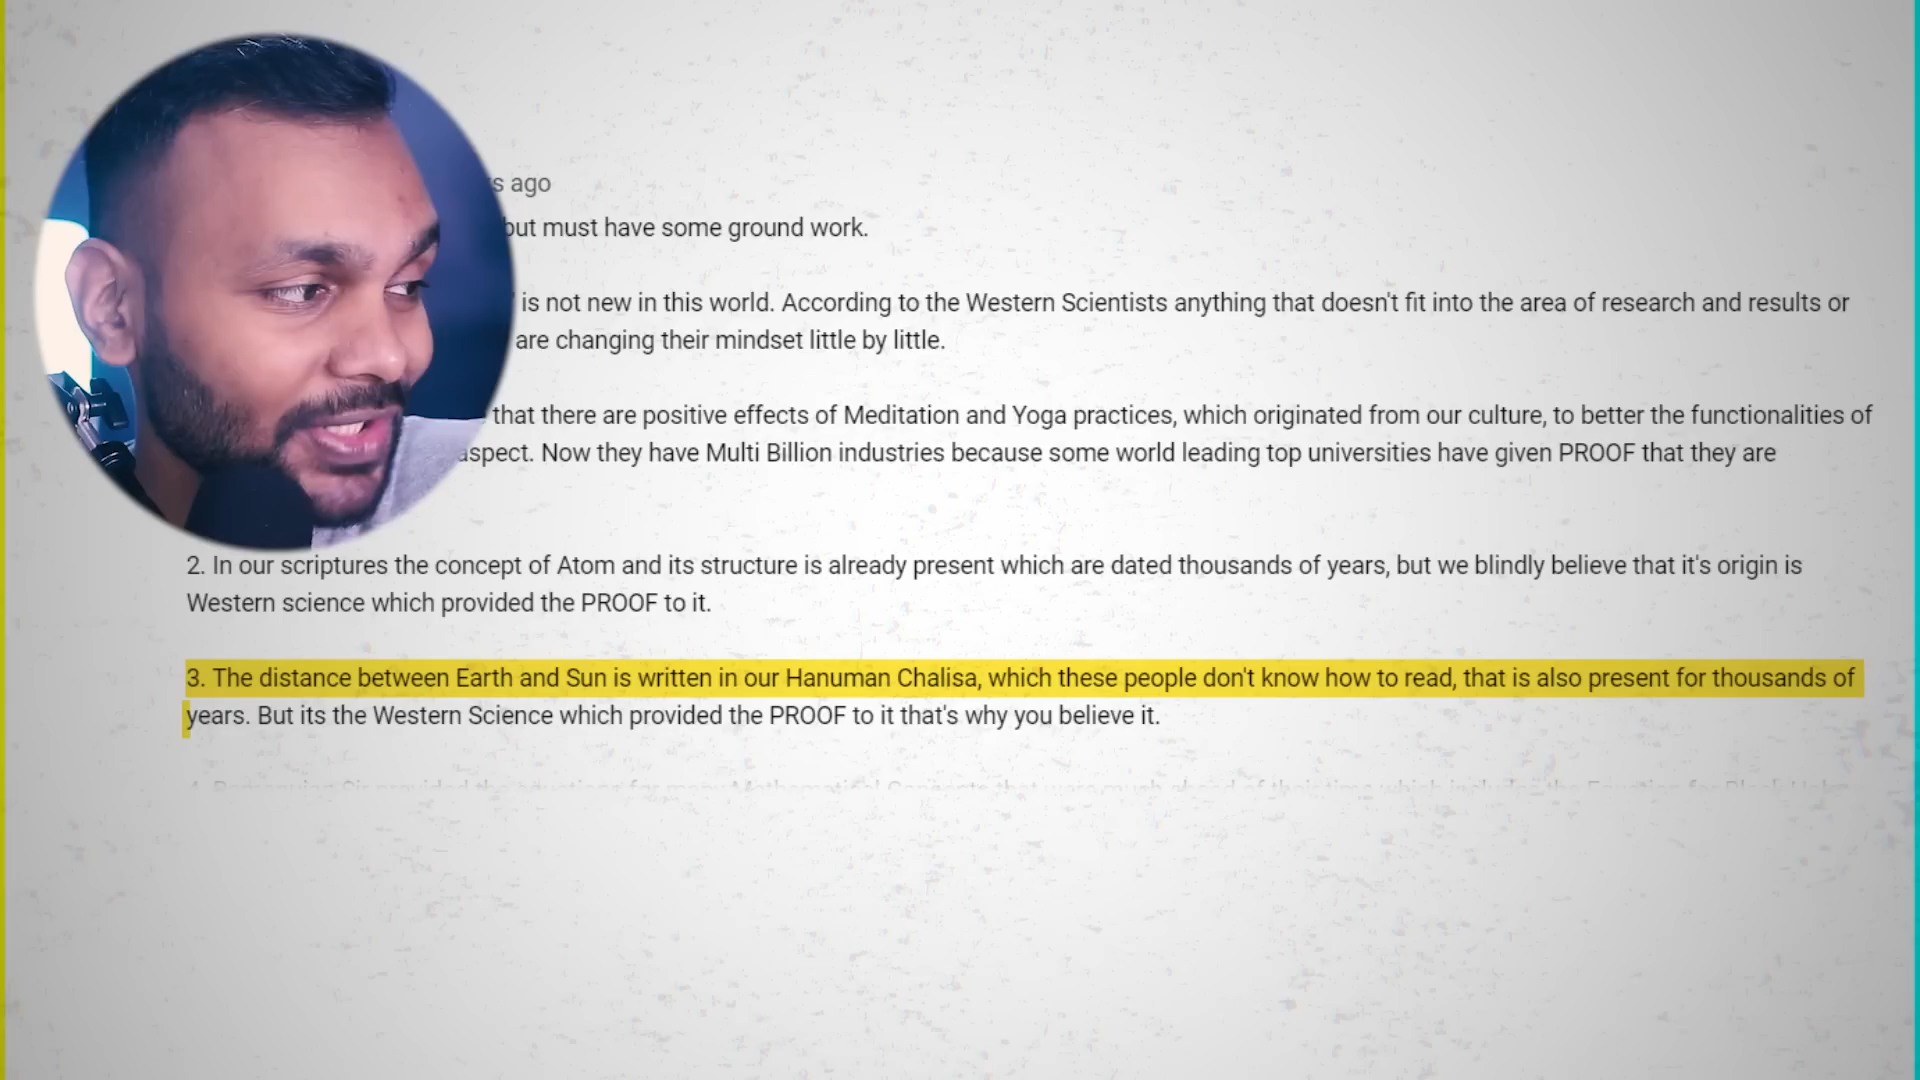 s ago
but must have some ground work.
is not new in this world. According to the Western Scientists anything that doesn't fit into the area of research and results or
are changing their mindset little by little.
that there are positive effects of Meditation and Yoga practices, which originated from our culture, to better the functionalities of
aspect. Now they have Multi Billion industries because some world leading top universities have given PROOF that they are
2. In our scriptures the concept of Atom and its structure is already present which are dated thousands of years, but we blindly believe that it's origin is
Western science which provided the PROOF to it.
3. The distance between Earth and Sun is written in our Hanuman Chalisa, which these people don't know how to read, that is also present for thousands of
years. But its the Western Science which provided the PROOF to it that's why you believe it.